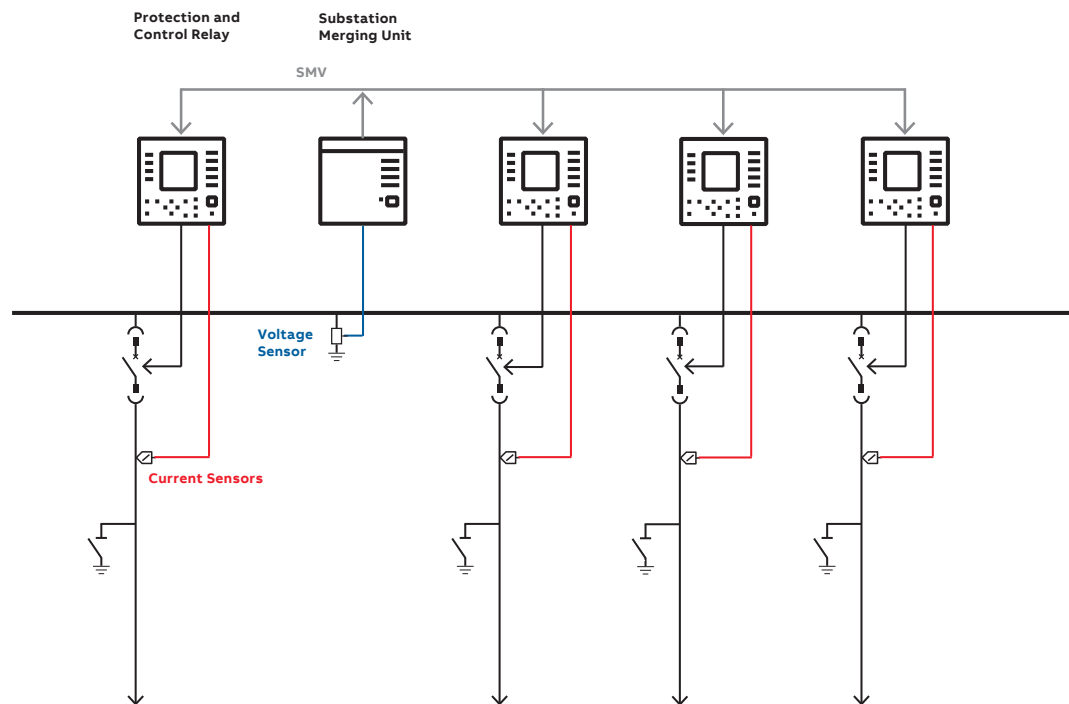 Protection and
Control Relay
Substation
Merging Unit
SMV
Voltage
Sensor
Current Sensors